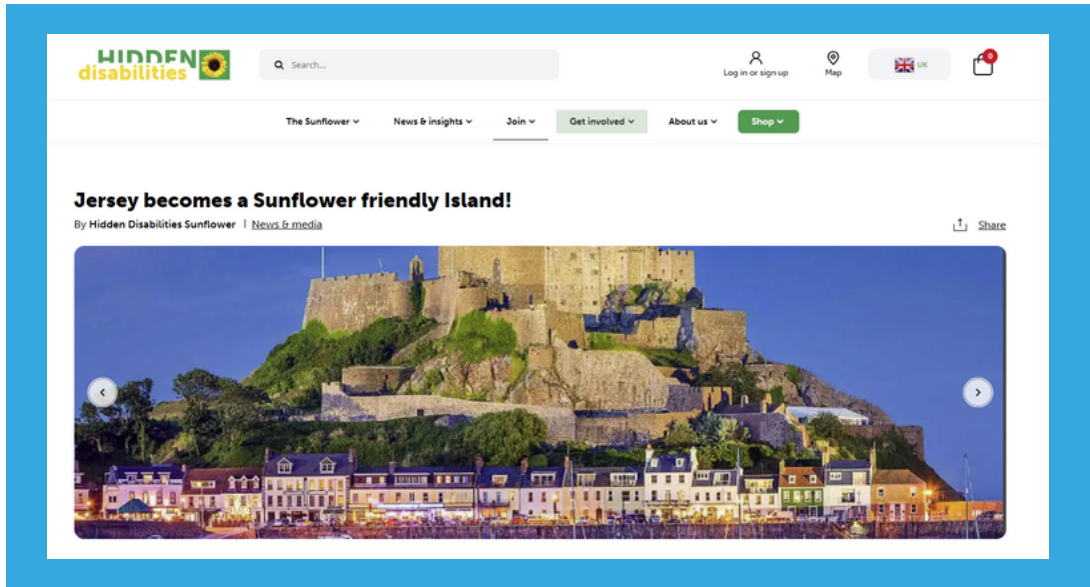 HIDDEN
disabilities
Search...
Log in or sign up
Map
UK
0
The Sunflower
News & insights
Join
Get involved
About us
Shop
Jersey becomes a Sunflower friendly Island!
By Hidden Disabilities Sunflower | News & media
Share